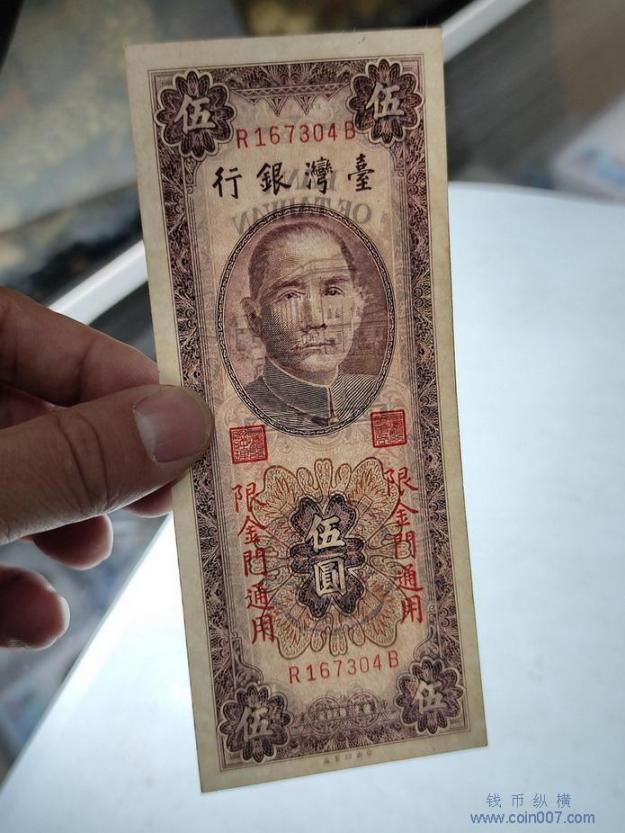 伍 伍
R167304B
行銀灣臺
限金門通用
伍圓
限金門通用
R167304B
伍 伍
钱币纵横
www.coin007.com